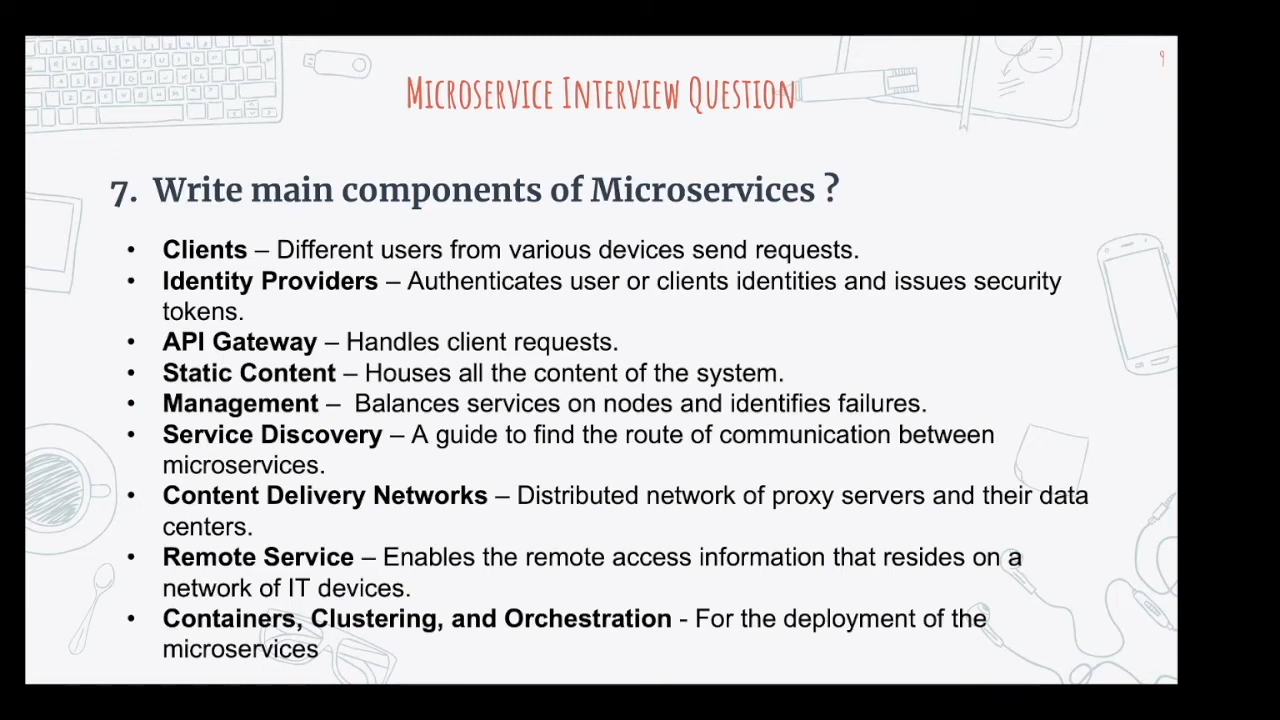 9
Microservice Interview Question
7. Write main components of Microservices ?
• Clients – Different users from various devices send requests.
• Identity Providers – Authenticates user or clients identities and issues security
tokens.
• API Gateway – Handles client requests.
• Static Content – Houses all the content of the system.
• Management – Balances services on nodes and identifies failures.
• Service Discovery – A guide to find the route of communication between
microservices.
• Content Delivery Networks – Distributed network of proxy servers and their data
centers.
• Remote Service – Enables the remote access information that resides on a
network of IT devices.
• Containers, Clustering, and Orchestration - For the deployment of the
microservices